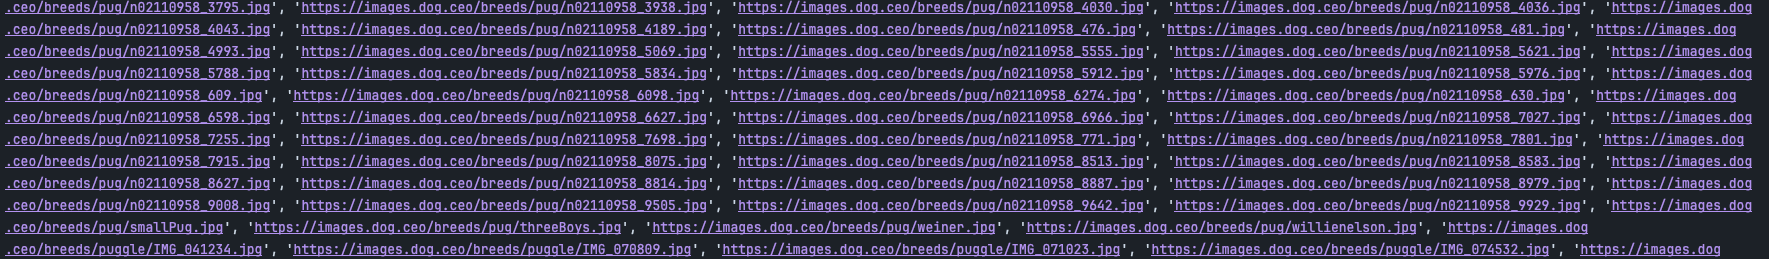 .ceo/breeds/pug/n02110958_3795.jpg', 'https://images.dog.ceo/breeds/pug/n02110958_3938.jpg', 'https://images.dog.ceo/breeds/pug/n02110958_4030.jpg', 'https://images.dog.ceo/breeds/pug/n02110958_4036.jpg', 'https://images.dog
.ceo/breeds/pug/n02110958_4043.jpg', 'https://images.dog.ceo/breeds/pug/n02110958_4189.jpg', 'https://images.dog.ceo/breeds/pug/n02110958_476.jpg', 'https://images.dog.ceo/breeds/pug/n02110958_481.jpg', 'https://images.dog
.ceo/breeds/pug/n02110958_4993.jpg', 'https://images.dog.ceo/breeds/pug/n02110958_5069.jpg', 'https://images.dog.ceo/breeds/pug/n02110958_5555.jpg', 'https://images.dog.ceo/breeds/pug/n02110958_5621.jpg', 'https://images.dog
.ceo/breeds/pug/n02110958_5788.jpg', 'https://images.dog.ceo/breeds/pug/n02110958_5834.jpg', 'https://images.dog.ceo/breeds/pug/n02110958_5912.jpg', 'https://images.dog.ceo/breeds/pug/n02110958_5976.jpg', 'https://images.dog
.ceo/breeds/pug/n02110958_609.jpg', 'https://images.dog.ceo/breeds/pug/n02110958_6098.jpg', 'https://images.dog.ceo/breeds/pug/n02110958_6274.jpg', 'https://images.dog.ceo/breeds/pug/n02110958_630.jpg', 'https://images.dog
.ceo/breeds/pug/n02110958_6598.jpg', 'https://images.dog.ceo/breeds/pug/n02110958_6627.jpg', 'https://images.dog.ceo/breeds/pug/n02110958_6966.jpg', 'https://images.dog.ceo/breeds/pug/n02110958_7027.jpg', 'https://images.dog
.ceo/breeds/pug/n02110958_7255.jpg', 'https://images.dog.ceo/breeds/pug/n02110958_7698.jpg', 'https://images.dog.ceo/breeds/pug/n02110958_771.jpg', 'https://images.dog.ceo/breeds/pug/n02110958_7801.jpg', 'https://images.dog
.ceo/breeds/pug/n02110958_7915.jpg', 'https://images.dog.ceo/breeds/pug/n02110958_8075.jpg', 'https://images.dog.ceo/breeds/pug/n02110958_8513.jpg', 'https://images.dog.ceo/breeds/pug/n02110958_8583.jpg', 'https://images.dog
.ceo/breeds/pug/n02110958_8627.jpg', 'https://images.dog.ceo/breeds/pug/n02110958_8814.jpg', 'https://images.dog.ceo/breeds/pug/n02110958_8887.jpg', 'https://images.dog.ceo/breeds/pug/n02110958_8979.jpg', 'https://images.dog
.ceo/breeds/pug/n02110958_9008.jpg', 'https://images.dog.ceo/breeds/pug/n02110958_9505.jpg', 'https://images.dog.ceo/breeds/pug/n02110958_9642.jpg', 'https://images.dog.ceo/breeds/pug/n02110958_9929.jpg', 'https://images.dog
.ceo/breeds/pug/smallPug.jpg', 'https://images.dog.ceo/breeds/pug/threeBoys.jpg', 'https://images.dog.ceo/breeds/pug/weiner.jpg', 'https://images.dog.ceo/breeds/pug/willienelson.jpg', 'https://images.dog
.ceo/breeds/puggle/IMG_041234.jpg', 'https://images.dog.ceo/breeds/puggle/IMG_070809.jpg', 'https://images.dog.ceo/breeds/puggle/IMG_071023.jpg', 'https://images.dog.ceo/breeds/puggle/IMG_074532.jpg', 'https://images.dog